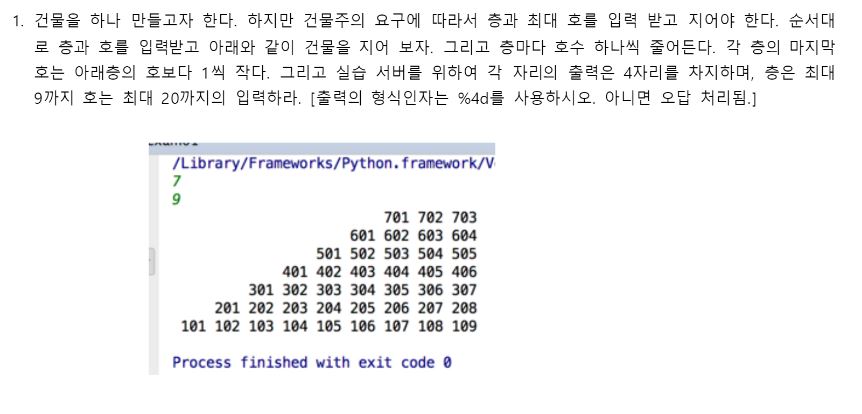 1. 건물을 하나 만들고자 한다. 하지만 건물주의 요구에 따라서 층과 최대 호를 입력 받고 지어야 한다. 순서대
로 층과 호를 입력받고 아래와 같이 건물을 지어 보자. 그리고 층마다 호수 하나씩 줄어든다. 각 층의 마지막
호는 아래층의 호보다 1씩 작다. 그리고 실습 서버를 위하여 각 자리의 출력은 4자리를 차지하며, 층은 최대
9까지 호는 최대 20까지의 입력하라. [출력의 형식인자는 %4d를 사용하시오. 아니면 오답 처리됨.]
/Library/Frameworks/Python.framework/V
7
9
701 702 703
601 602 603 604
501 502 503 504 505
401 402 403 404 405 406
301 302 303 304 305 306 307
201 202 203 204 205 206 207 208
101 102 103 104 105 106 107 108 109
Process finished with exit code 0